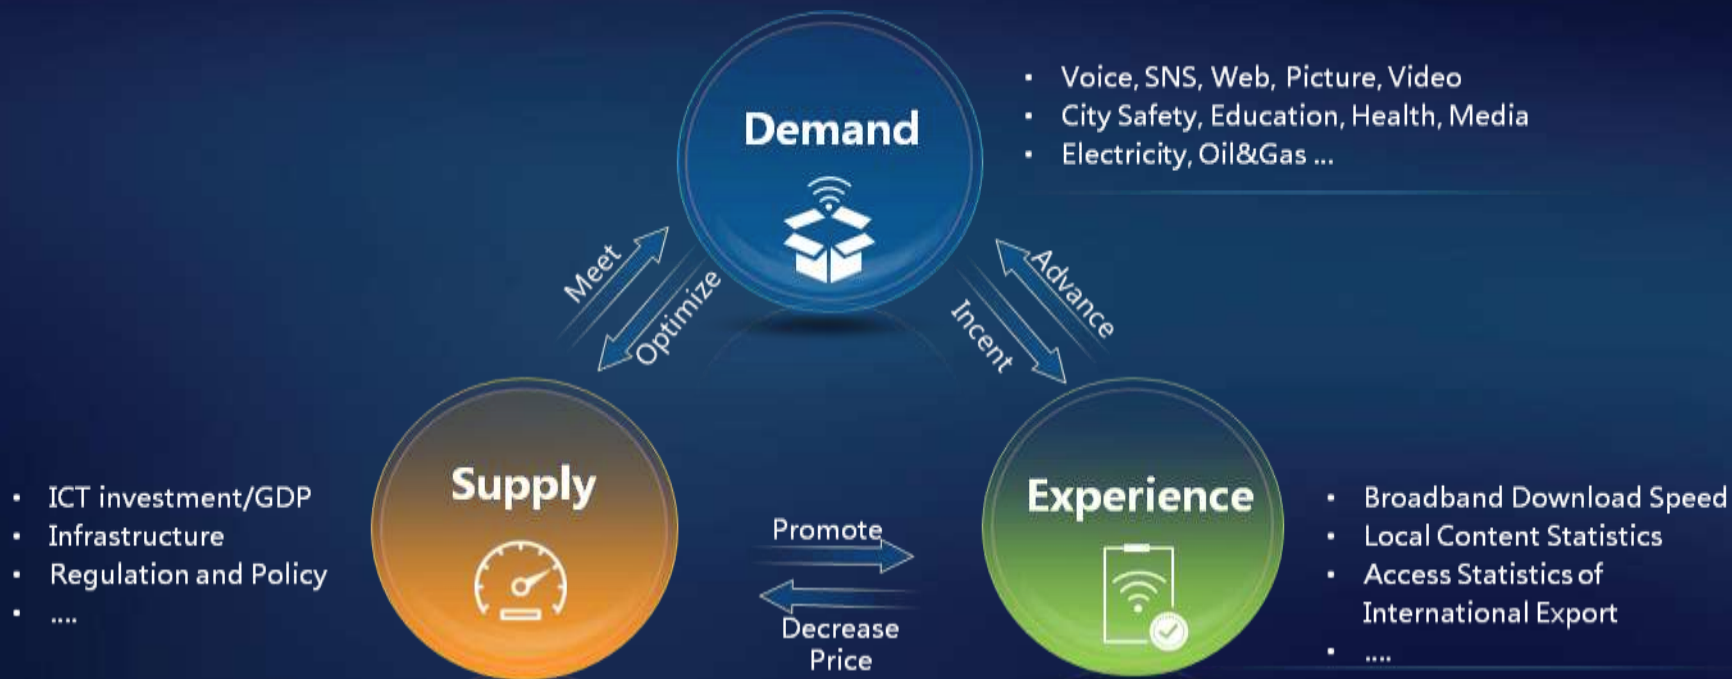 Demand
▪ Voice, SNS, Web, Picture, Video
▪ City Safety, Education, Health, Media
▪ Electricity, Oil&Gas ...
Meet
Optimize
Advance
Incent
Supply
▪ ICT investment/GDP
▪ Infrastructure
▪ Regulation and Policy
▪ ....
Promote
Decrease
Price
Experience
▪ Broadband Download Speed
▪ Local Content Statistics
▪ Access Statistics of
International Export
▪ ....